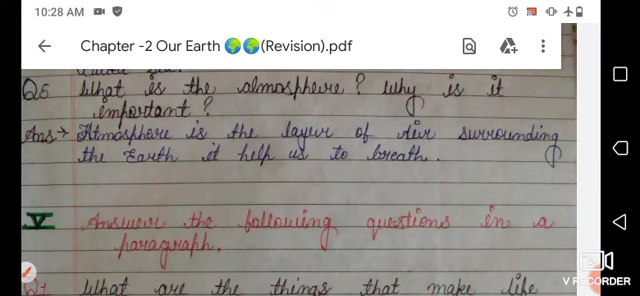 10:28 AM
Chapter -2 Our Earth 🌍🌍(Revision).pdf
Q5 What is the atmosphere? Why is it
important?
Ans→ Atmosphere is the layer of air surrounding
the Earth it help us to breath.
V Answer the following questions in a
paragraph.
Q1 What are the things that make life
V RECORDER